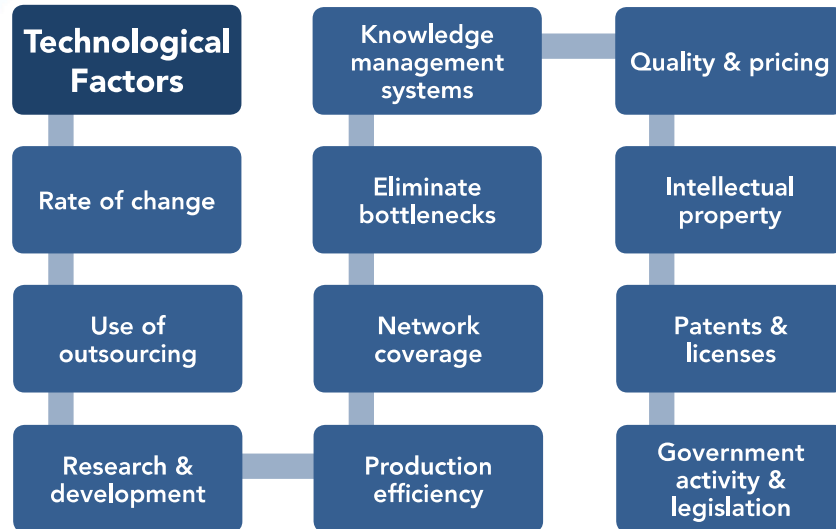 Technological
Factors
Rate of change
Use of
outsourcing
Research &
development
Production
efficiency
Network
coverage
Eliminate
bottlenecks
Knowledge
management
systems
Quality & pricing
Intellectual
property
Patents &
licenses
Government
activity &
legislation